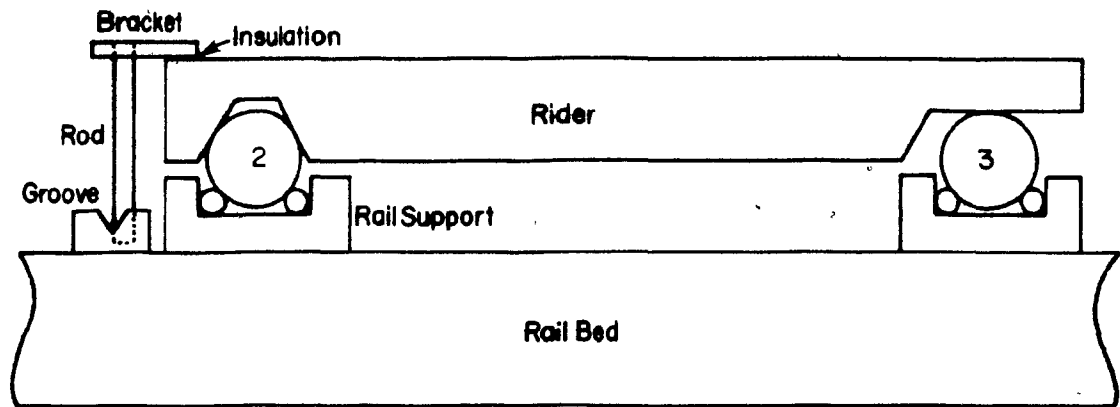 Bracket
Insulation
Rider
Rod
2
3
Groove
Rail Support
Rail Bed